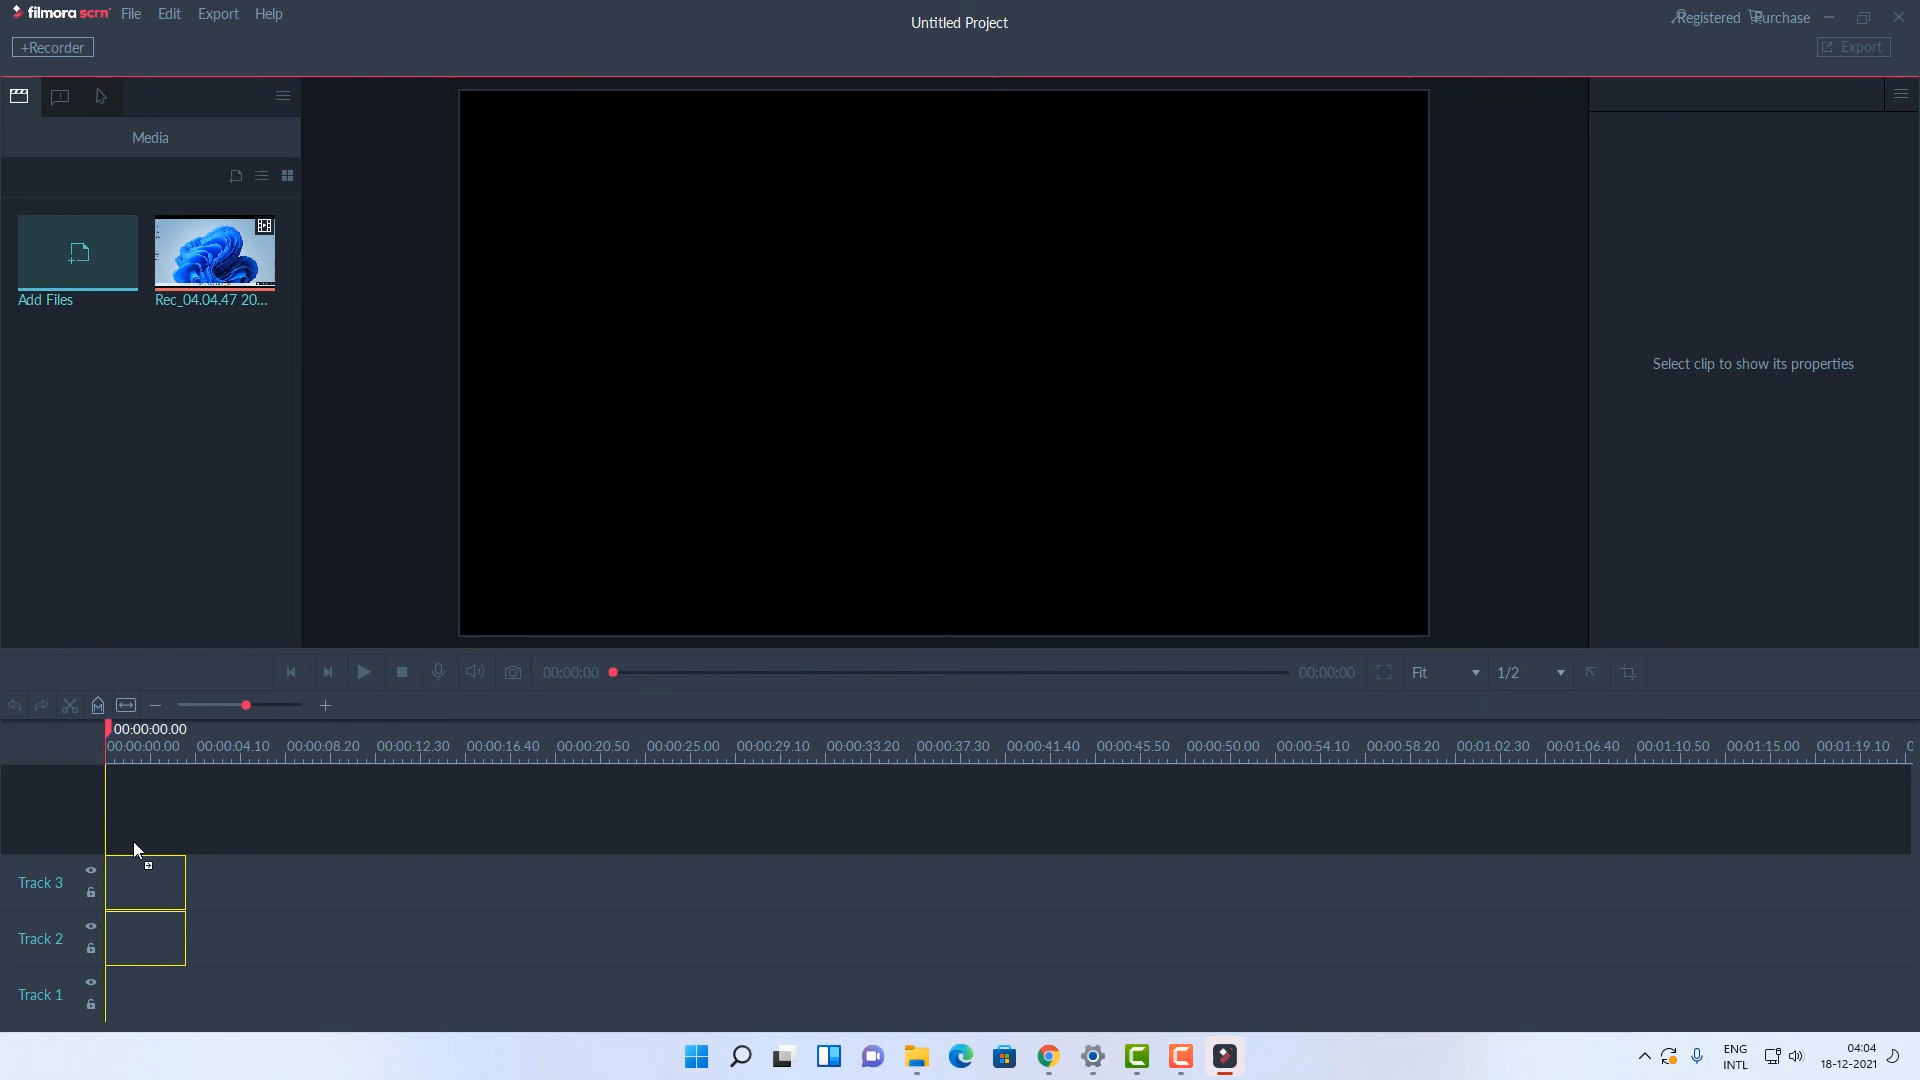 filmora scrn File Edit Export Help
Untitled Project
Registered Purchase
+Recorder
Export
Media
Add Files
Rec_04.04.47 20...
Select clip to show its properties
00:00:00
00:00:00
Fit
1/2
00:00:00.00
00:00:00.00 00:00:04.10 00:00:08.20 00:00:12.30 00:00:16.40 00:00:20.50 00:00:25.00 00:00:29.10 00:00:33.20 00:00:37.30 00:00:41.40 00:00:45.50 00:00:50.00 00:00:54.10 00:00:58.20 00:01:02.30 00:01:06.40 00:01:10.50 00:01:15.00 00:01:19.10
Track 3
Track 2
Track 1
ENG
INTL
04:04
18-12-2021